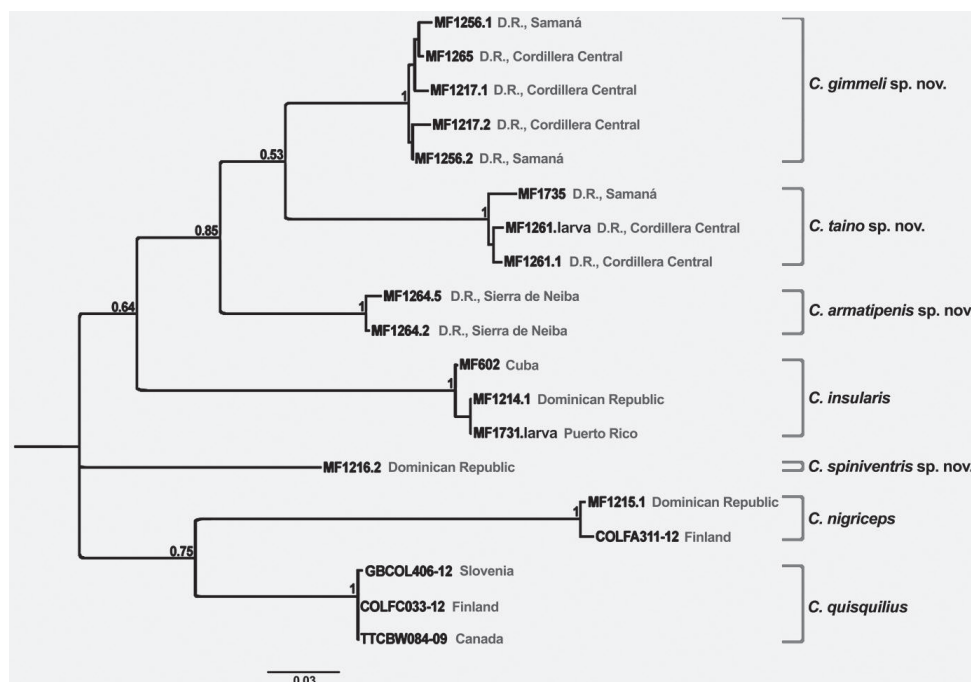 MF1256.1 D.R., Samaná
MF1265 D.R., Cordillera Central
1
MF1217.1 D.R., Cordillera Central
C. gimmeli sp. nov.
MF1217.2 D.R., Cordillera Central
0.53
MF1256.2 D.R., Samaná
MF1735 D.R., Samaná
1
MF1261.larva D.R., Cordillera Central
C. taino sp. nov.
0.85
MF1261.1 D.R., Cordillera Central
MF1264.5 D.R., Sierra de Neiba
0.64
1
C. armatipenis sp. nov.
MF1264.2 D.R., Sierra de Neiba
MF602 Cuba
1
MF1214.1 Dominican Republic
C. insularis
MF1731.larva Puerto Rico
MF1216.2 Dominican Republic
C. spiniventris sp. nov.
MF1215.1 Dominican Republic
1
C. nigriceps
COLFA311-12 Finland
0.75
GBCOL406-12 Slovenia
1
COLFC033-12 Finland
C. quisquilius
TTCBW084-09 Canada
0.03